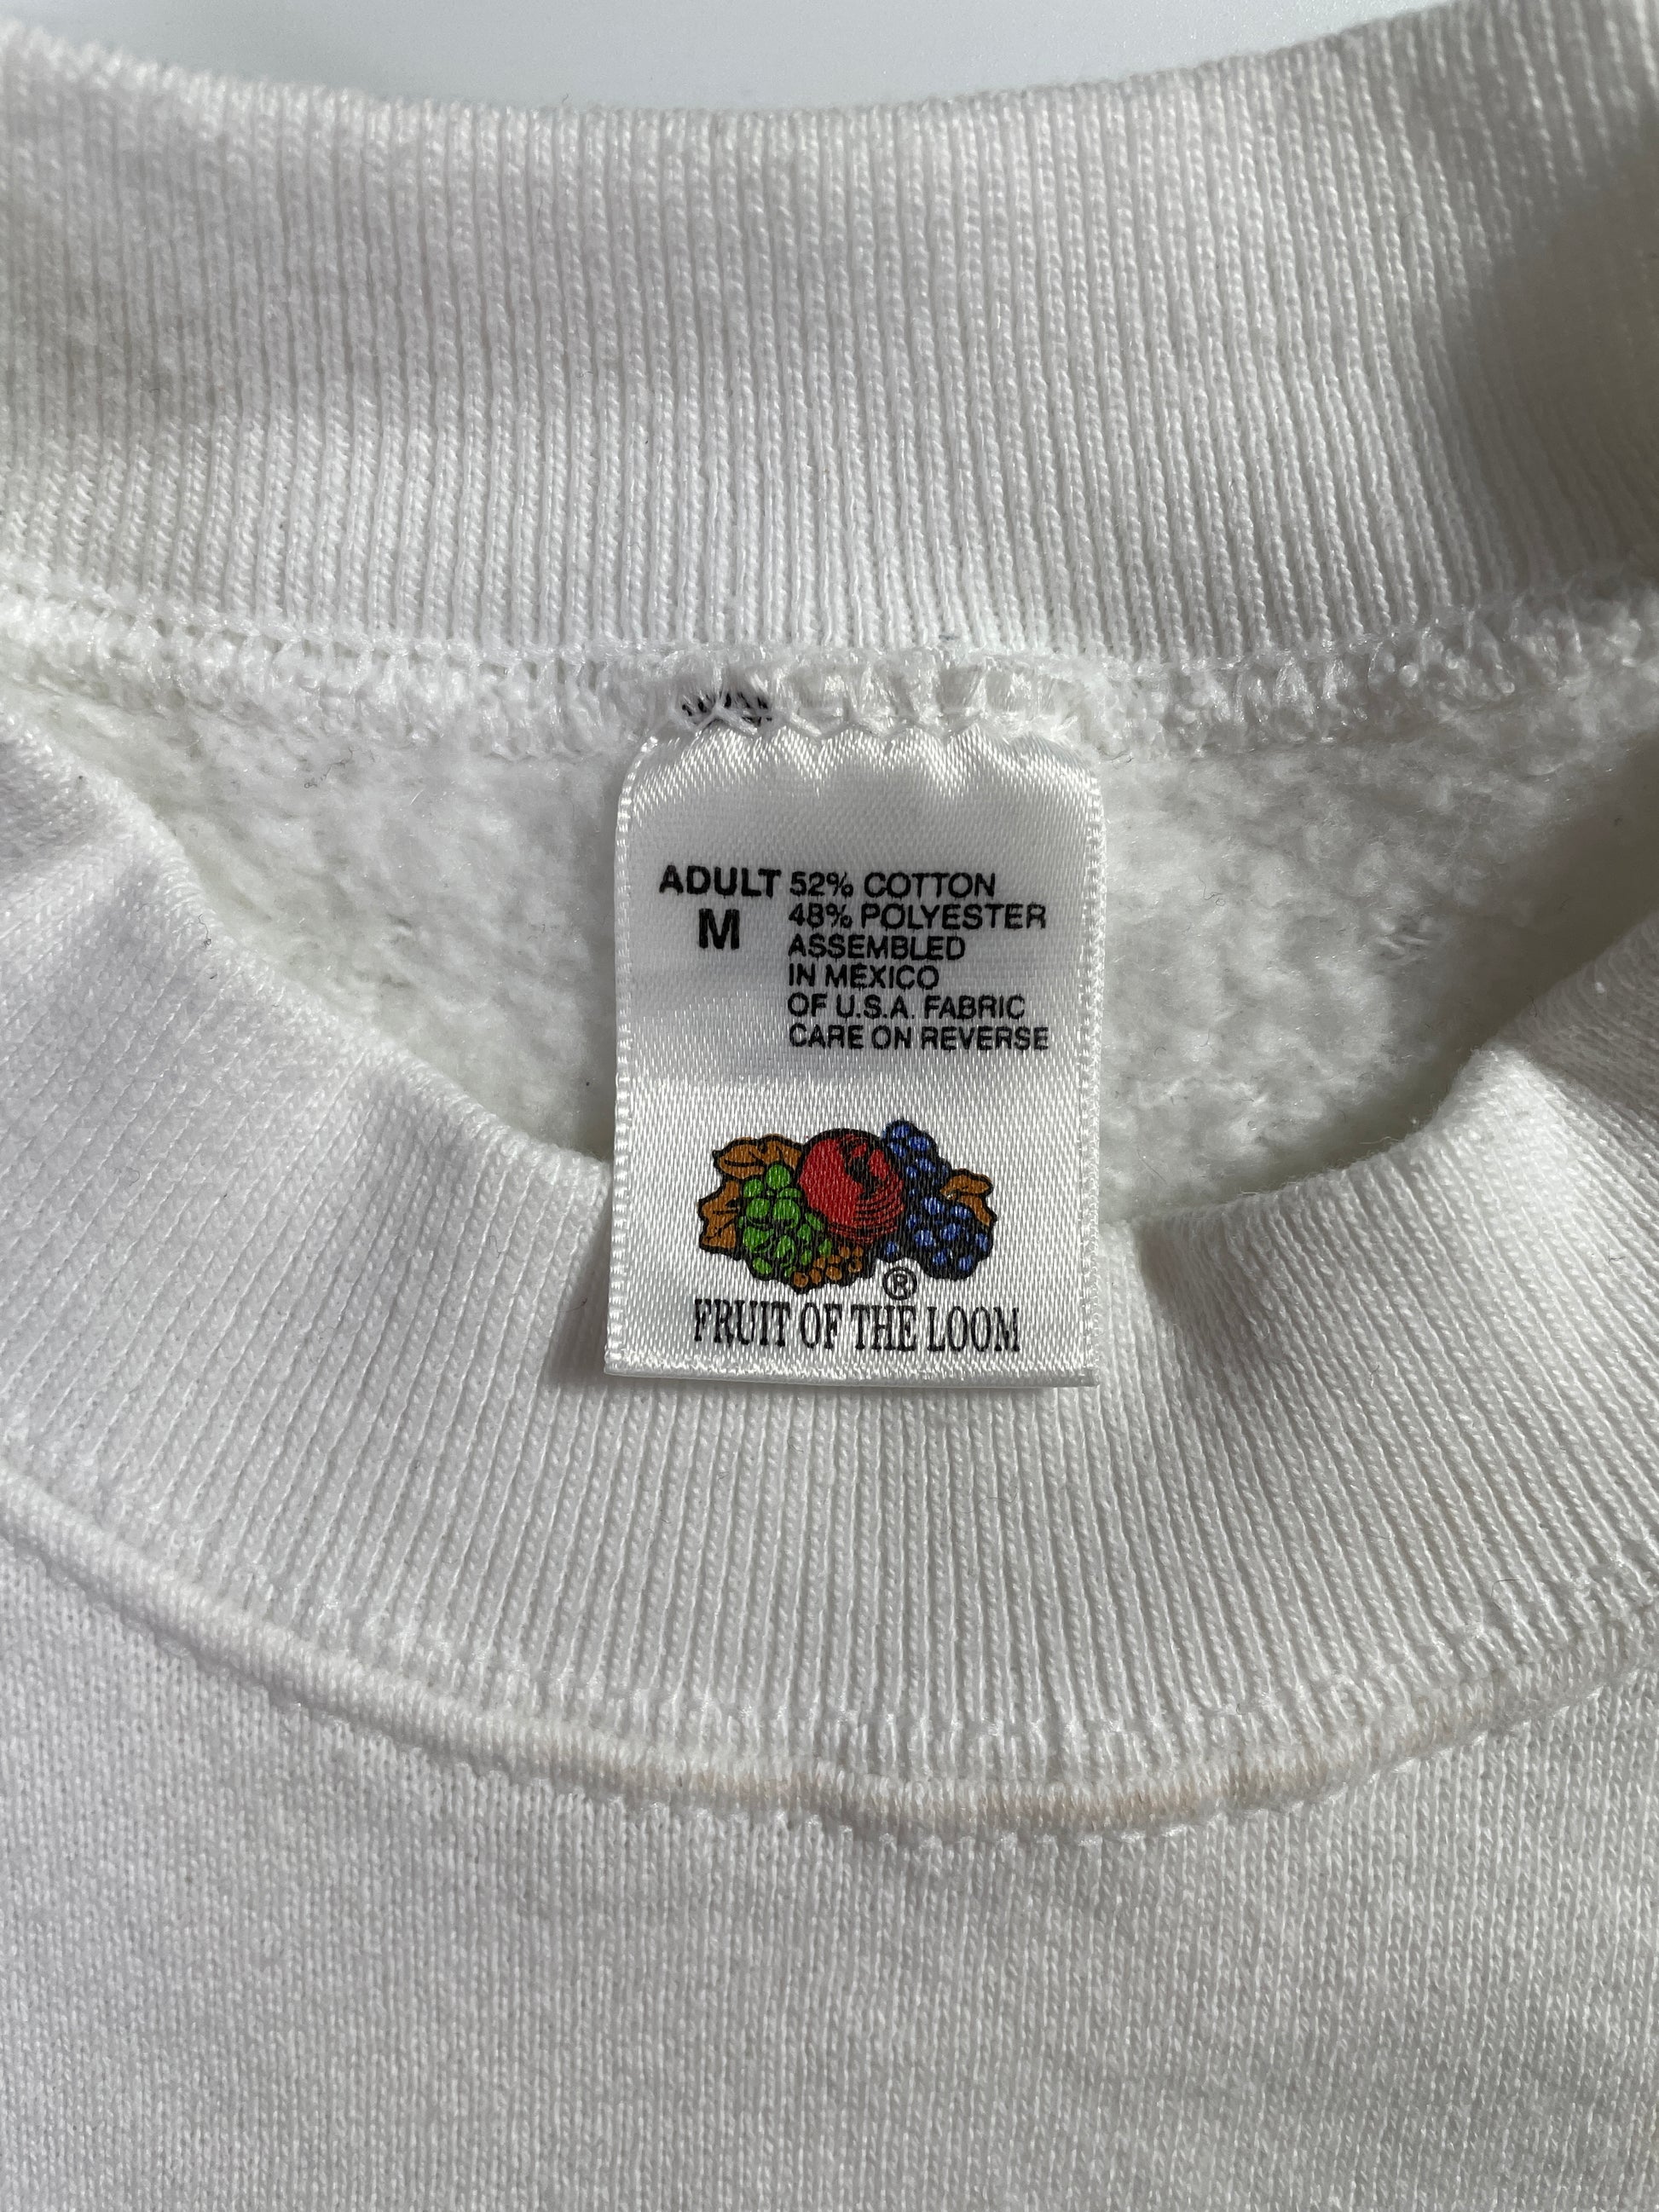 ADULT
M
52% COTTON
48% POLYESTER
ASSEMBLED
IN MEXICO
OF U.S.A. FABRIC
CARE ON REVERSE
®
FRUIT OF THE LOOM